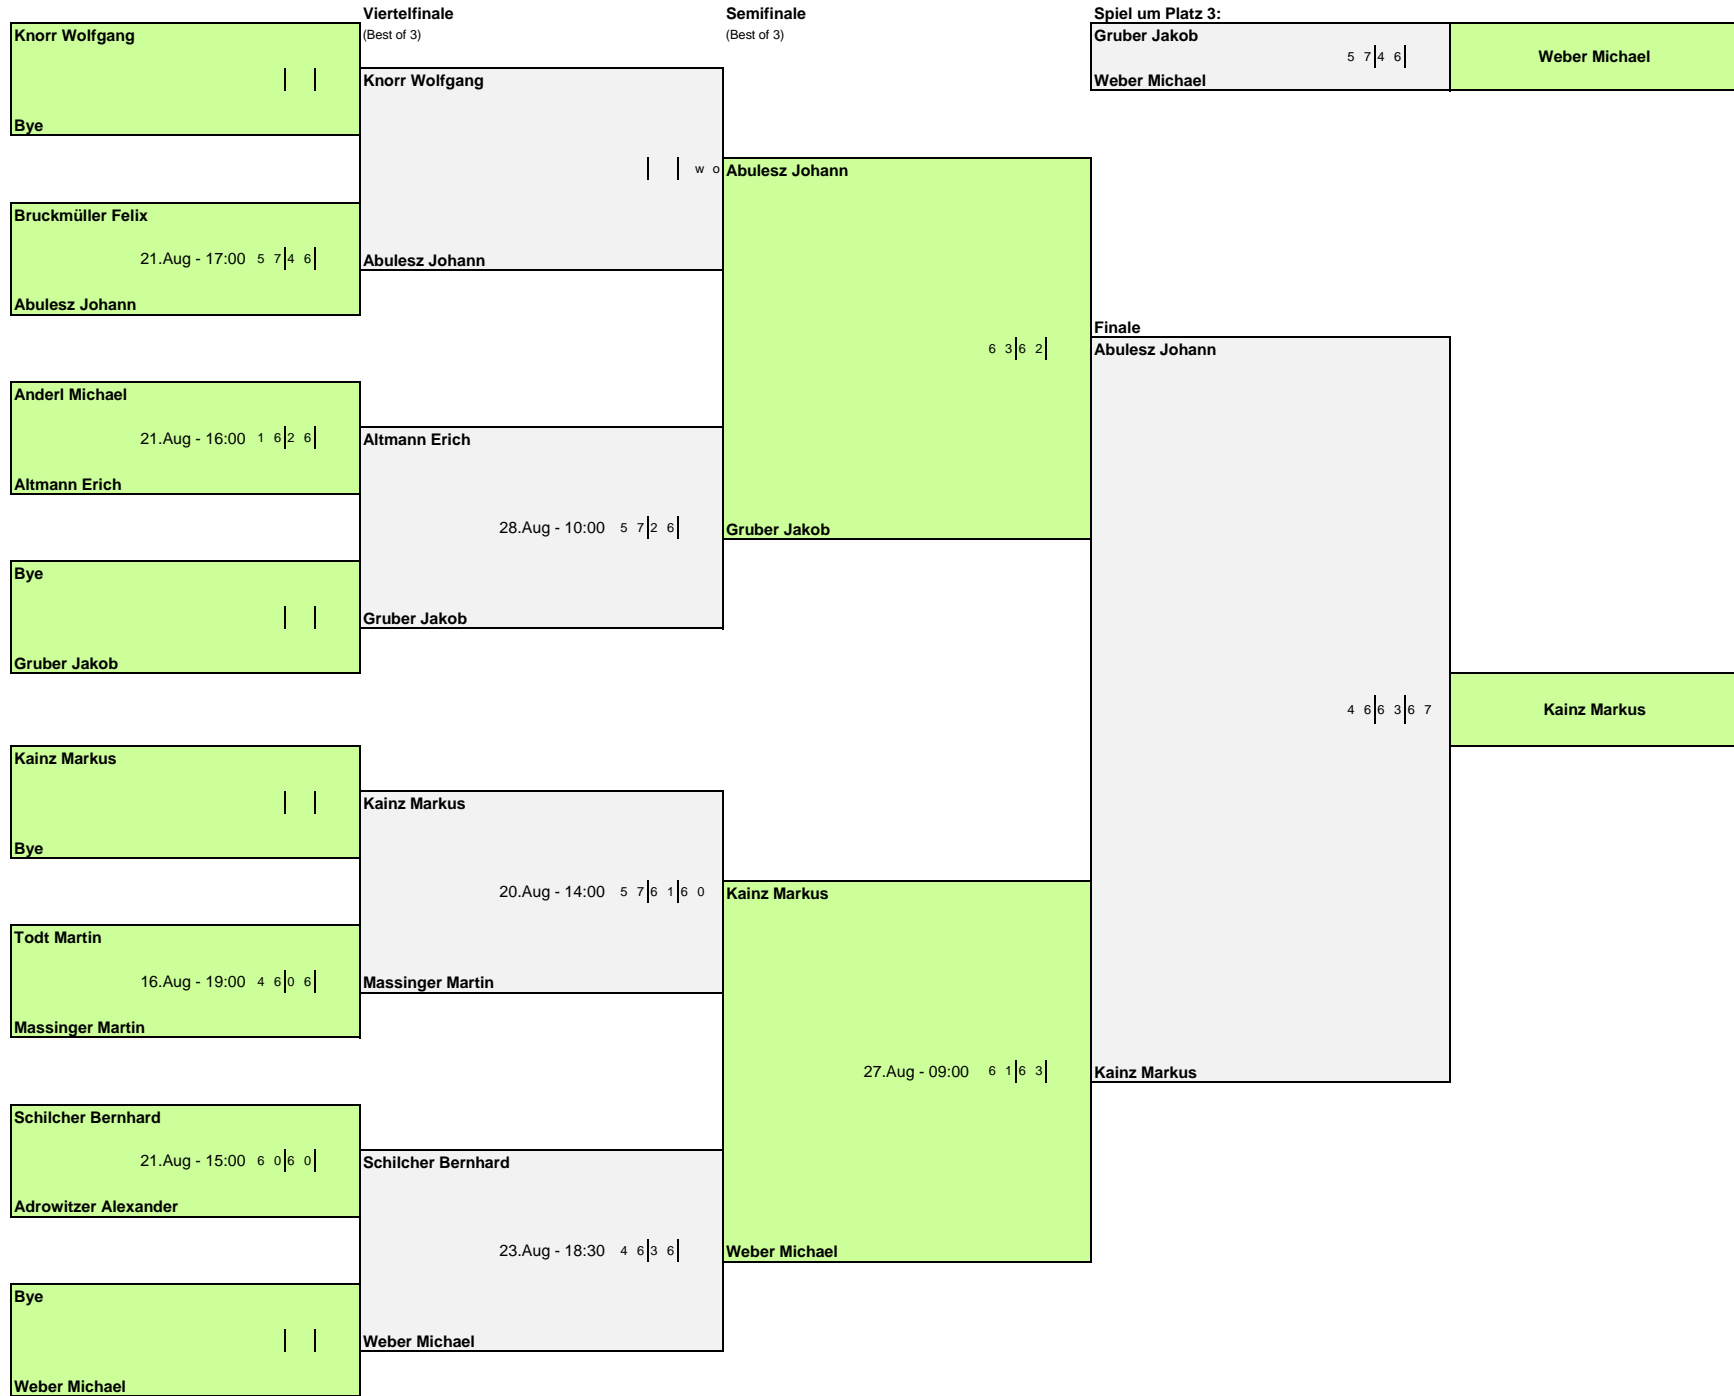 Viertelfinale
(Best of 3)
Semifinale
(Best of 3)
Spiel um Platz 3:
Gruber Jakob
5 7 4 6
Weber Michael
Weber Michael
Knorr Wolfgang
Bye
Bruckmüller Felix
21.Aug - 17:00 5 7 4 6
Abulesz Johann
Anderl Michael
21.Aug - 16:00 1 6 2 6
Altmann Erich
Bye
Gruber Jakob
Kainz Markus
Bye
Todt Martin
16.Aug - 19:00 4 6 0 6
Massinger Martin
Schilcher Bernhard
21.Aug - 15:00 6 0 6 0
Adrowitzer Alexander
Bye
Weber Michael
Knorr Wolfgang
w o
Abulesz Johann
Altmann Erich
28.Aug - 10:00 5 7 2 6
Gruber Jakob
Kainz Markus
20.Aug - 14:00 5 7 6 1 6 0
Massinger Martin
Schilcher Bernhard
23.Aug - 18:30 4 6 3 6
Weber Michael
Abulesz Johann
6 3 6 2
Gruber Jakob
Kainz Markus
27.Aug - 09:00 6 1 6 3
Weber Michael
Finale
Abulesz Johann
4 6 6 3 6 7
Kainz Markus
Kainz Markus